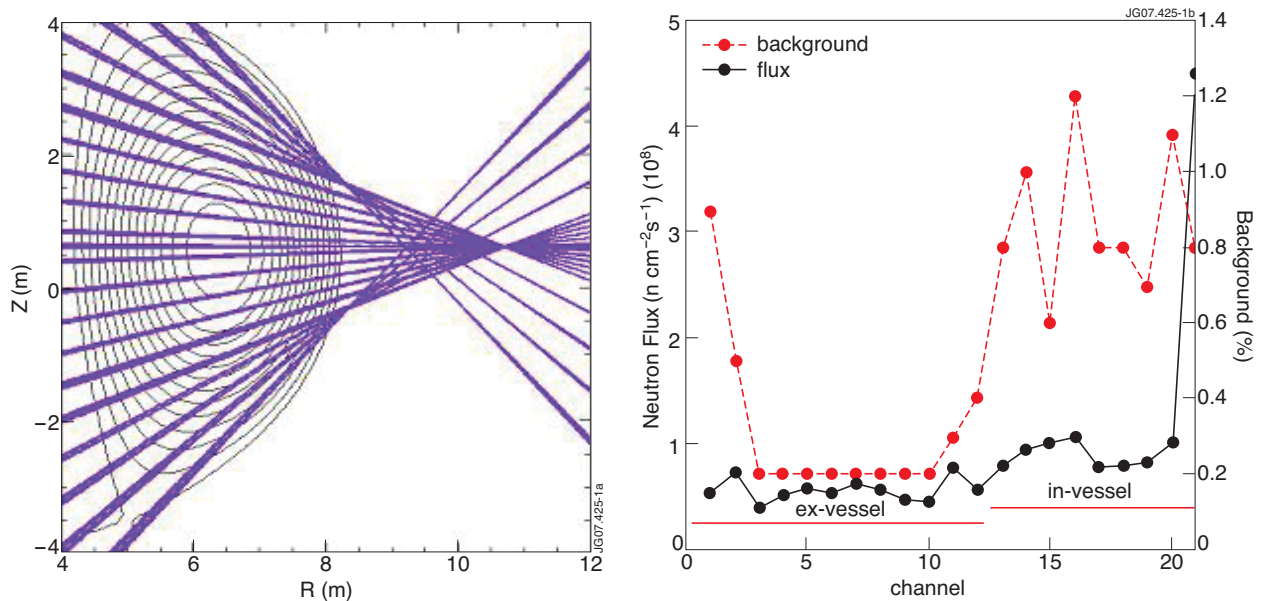 4
2
0
−2
−4
Z (m)
4
6
8
10
12
R (m)
JG07.425-1a
JG07.425-1b
background
flux
5
4
3
2
1
0
Neutron Flux (n cm⁻²s⁻¹) (10⁸)
1.4
1.2
1.0
0.8
0.6
0.4
0.2
0
Background (%)
ex-vessel
in-vessel
0
5
10
15
20
channel